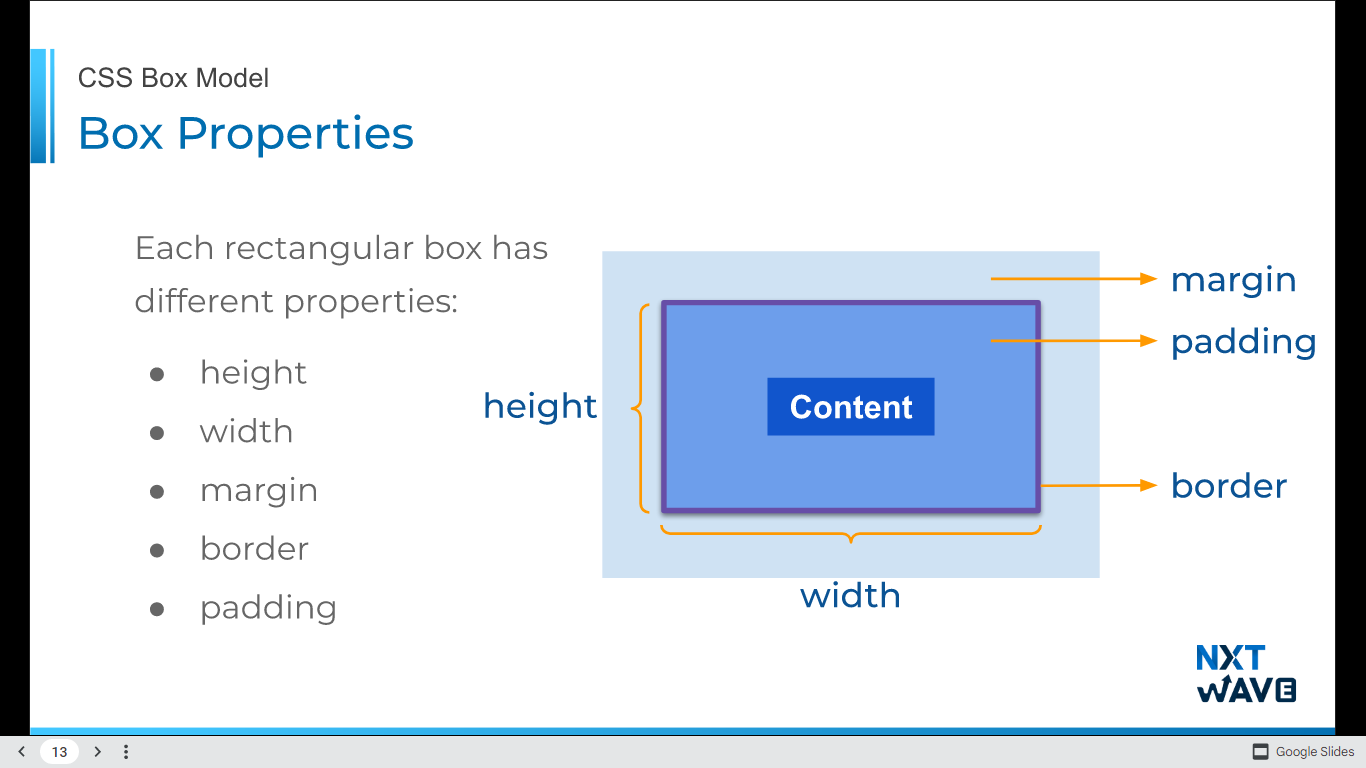 CSS Box Model
Box Properties
Each rectangular box has
different properties:
● height
● width
● margin
● border
● padding
margin
padding
height
Content
border
width
NXT
WAVE
13
Google Slides